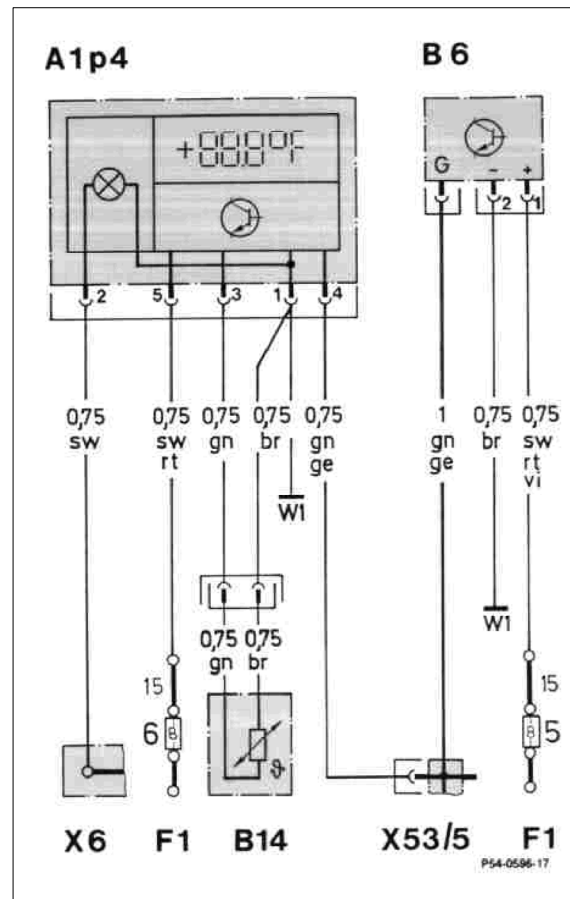 A1p4 B6
+88.8°F
G - +
2 5 3 1 4 2 1
0,75 0,75 0,75 0,75 0,75 1 0,75 0,75
sw sw gn br gn gn br sw
rt ge ge rt
vi
W1
0,75 0,75 W1
gn br
15 15
6 8 8 5
ϑ
X6 F1 B14 X53/5 F1
P54-0596-17